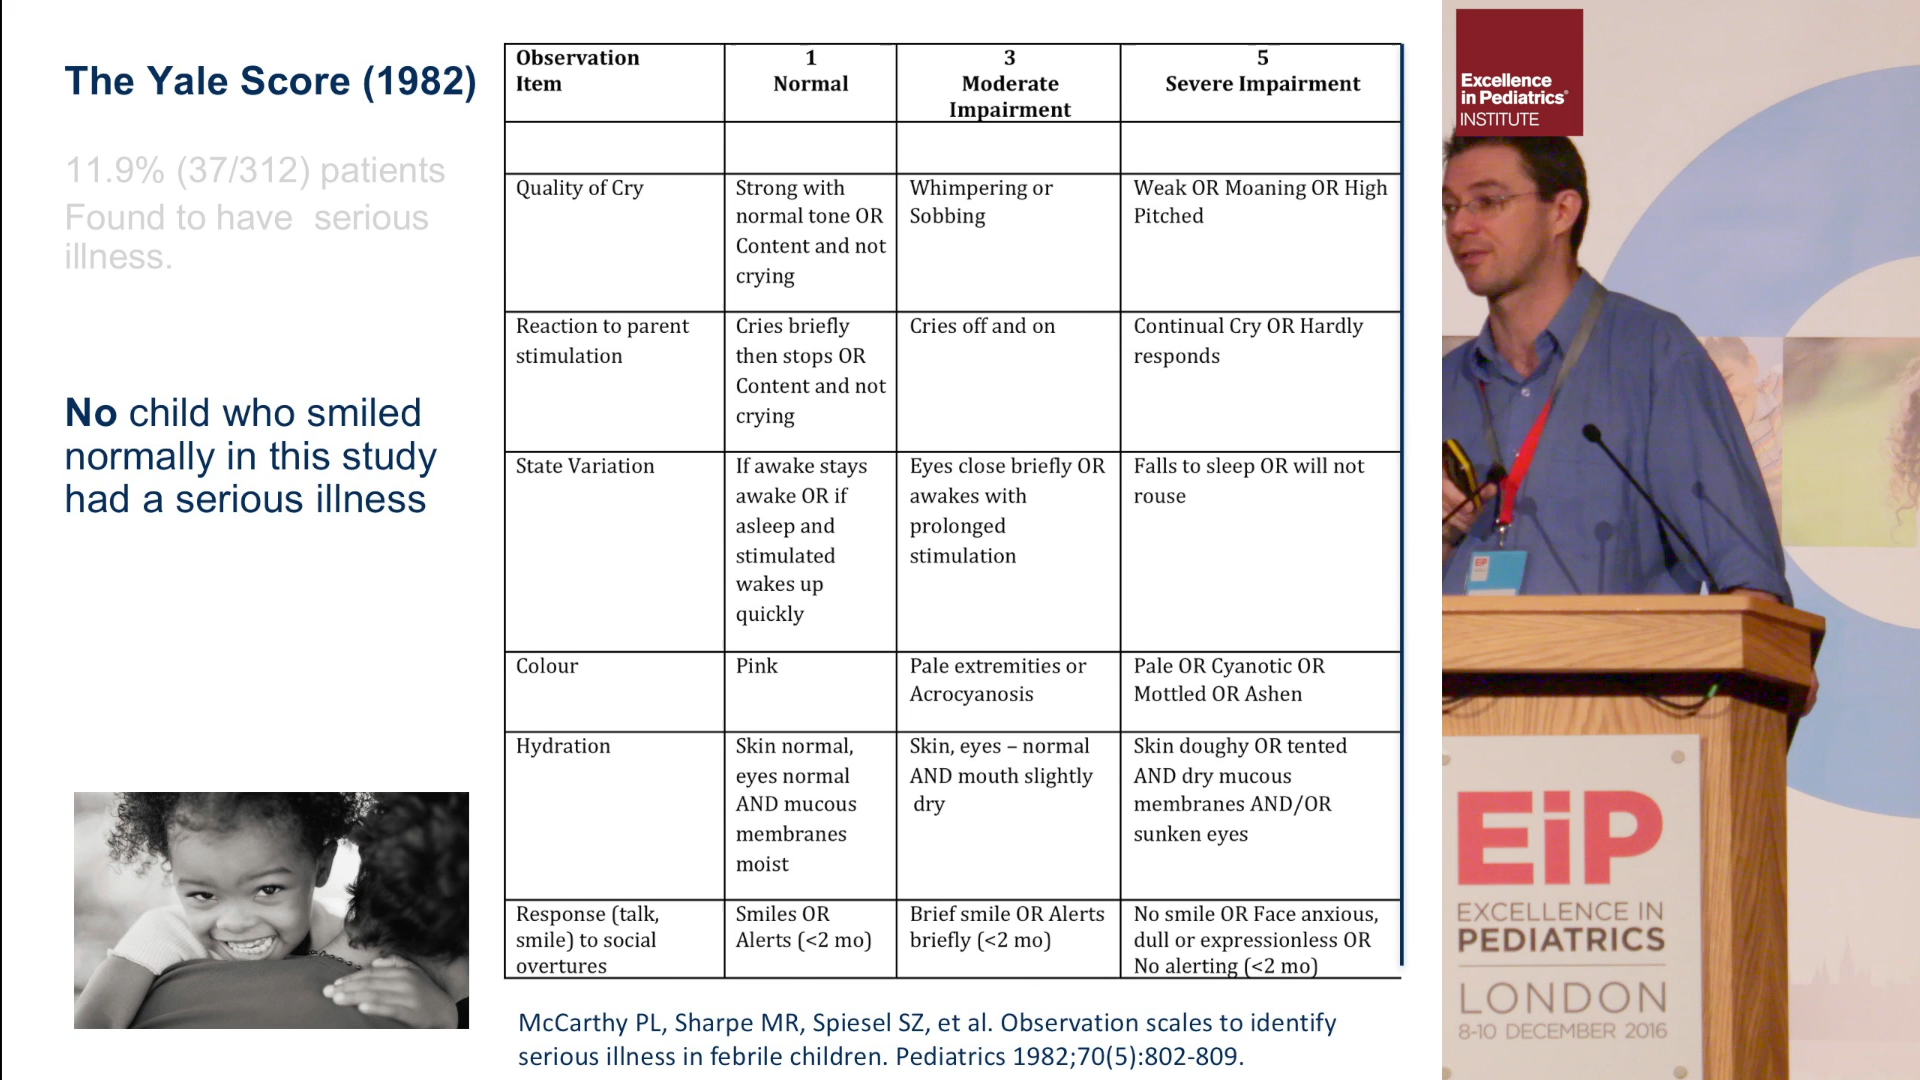 The Yale Score (1982)
11.9% (37/312) patients
Found to have  serious
illness.
No child who smiled
normally in this study
had a serious illness
Observation
Item
1
Normal
3
Moderate
Impairment
5
Severe Impairment
Quality of Cry
Strong with
normal tone OR
Content and not
crying
Whimpering or
Sobbing
Weak OR Moaning OR High
Pitched
Reaction to parent
stimulation
Cries briefly
then stops OR
Content and not
crying
Cries off and on
Continual Cry OR Hardly
responds
State Variation
If awake stays
awake OR if
asleep and
stimulated
wakes up
quickly
Eyes close briefly OR
awakes with
prolonged
stimulation
Falls to sleep OR will not
rouse
Colour
Pink
Pale extremities or
Acrocyanosis
Pale OR Cyanotic OR
Mottled OR Ashen
Hydration
Skin normal,
eyes normal
AND mucous
membranes
moist
Skin, eyes – normal
AND mouth slightly
dry
Skin doughy OR tented
AND dry mucous
membranes AND/OR
sunken eyes
Response (talk,
smile) to social
overtures
Smiles OR
Alerts (<2 mo)
Brief smile OR Alerts
briefly (<2 mo)
No smile OR Face anxious,
dull or expressionless OR
No alerting (<2 mo)
McCarthy PL, Sharpe MR, Spiesel SZ, et al. Observation scales to identify
serious illness in febrile children. Pediatrics 1982;70(5):802-809.
Excellence
in Pediatrics®
INSTITUTE
EiP
EiP
EXCELLENCE IN
PEDIATRICS
LONDON
8-10 DECEMBER 2016